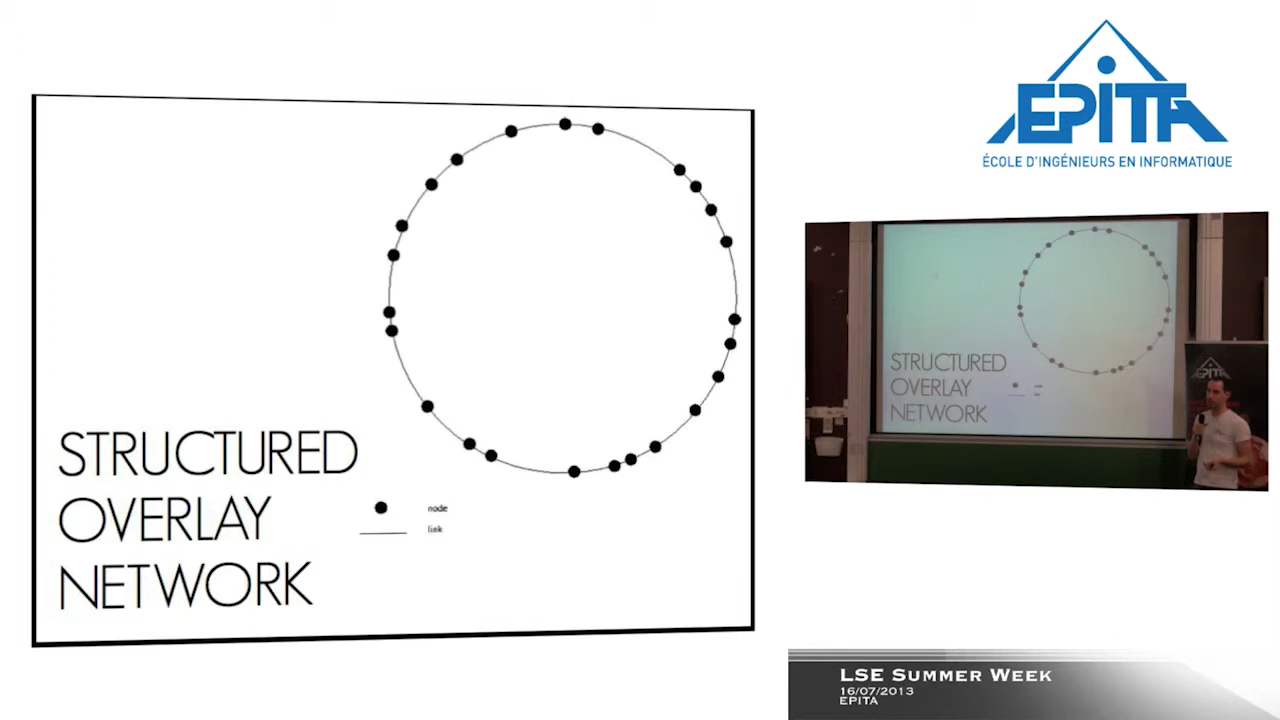 STRUCTURED
OVERLAY
NETWORK
node
link
EPITA
ÉCOLE D'INGÉNIEURS EN INFORMATIQUE
STRUCTURED
OVERLAY
NETWORK
EPITA
LSE SUMMER WEEK
16/07/2013
EPITA